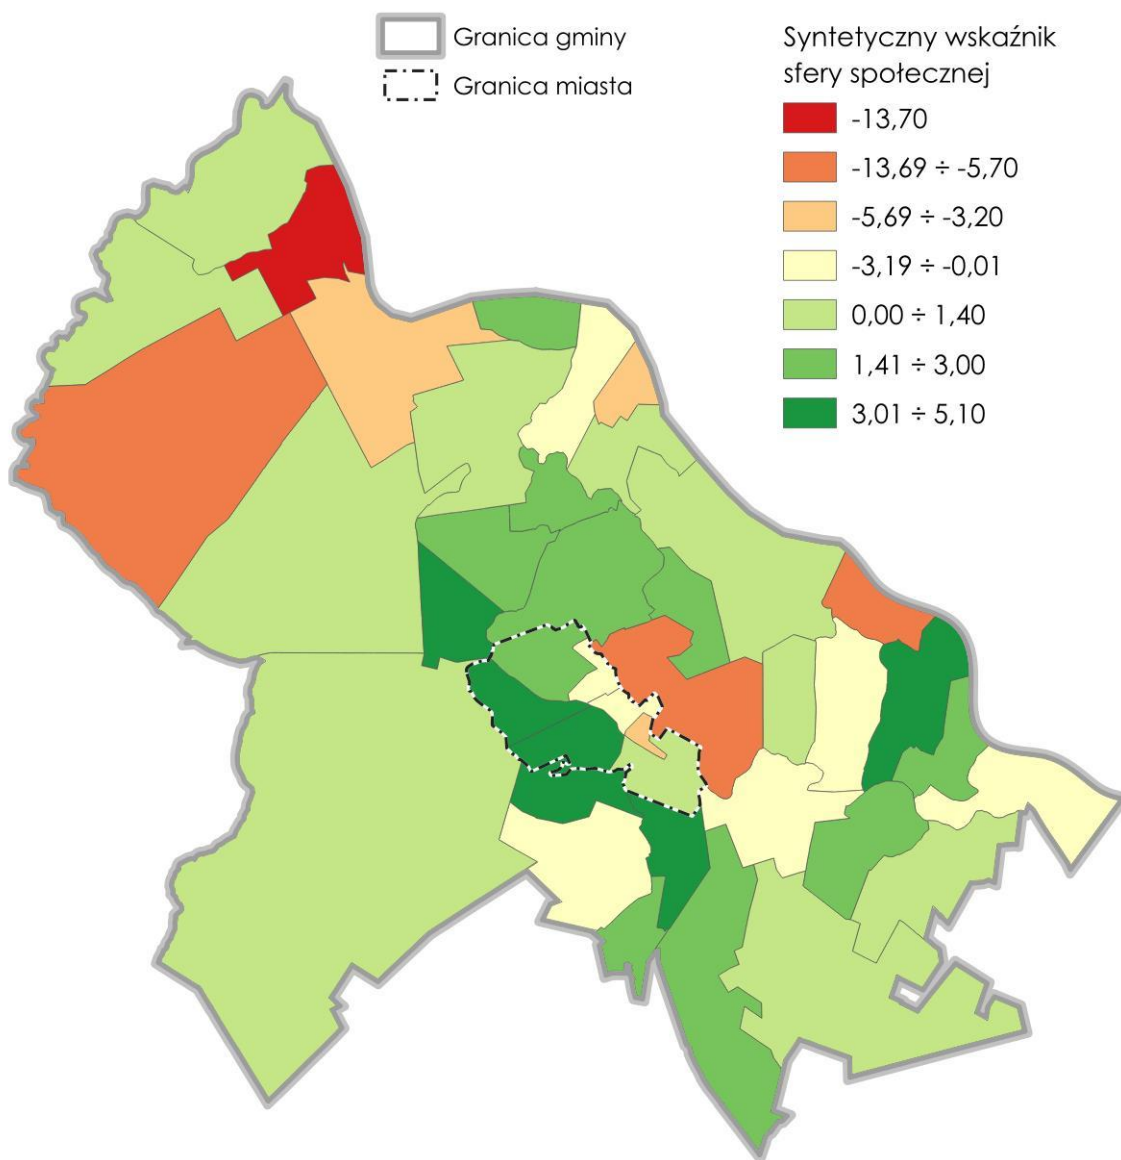 Granica gminy
Granica miasta
Syntetyczny wskaźnik
sfery społecznej
-13,70
-13,69 ÷ -5,70
-5,69 ÷ -3,20
-3,19 ÷ -0,01
0,00 ÷ 1,40
1,41 ÷ 3,00
3,01 ÷ 5,10